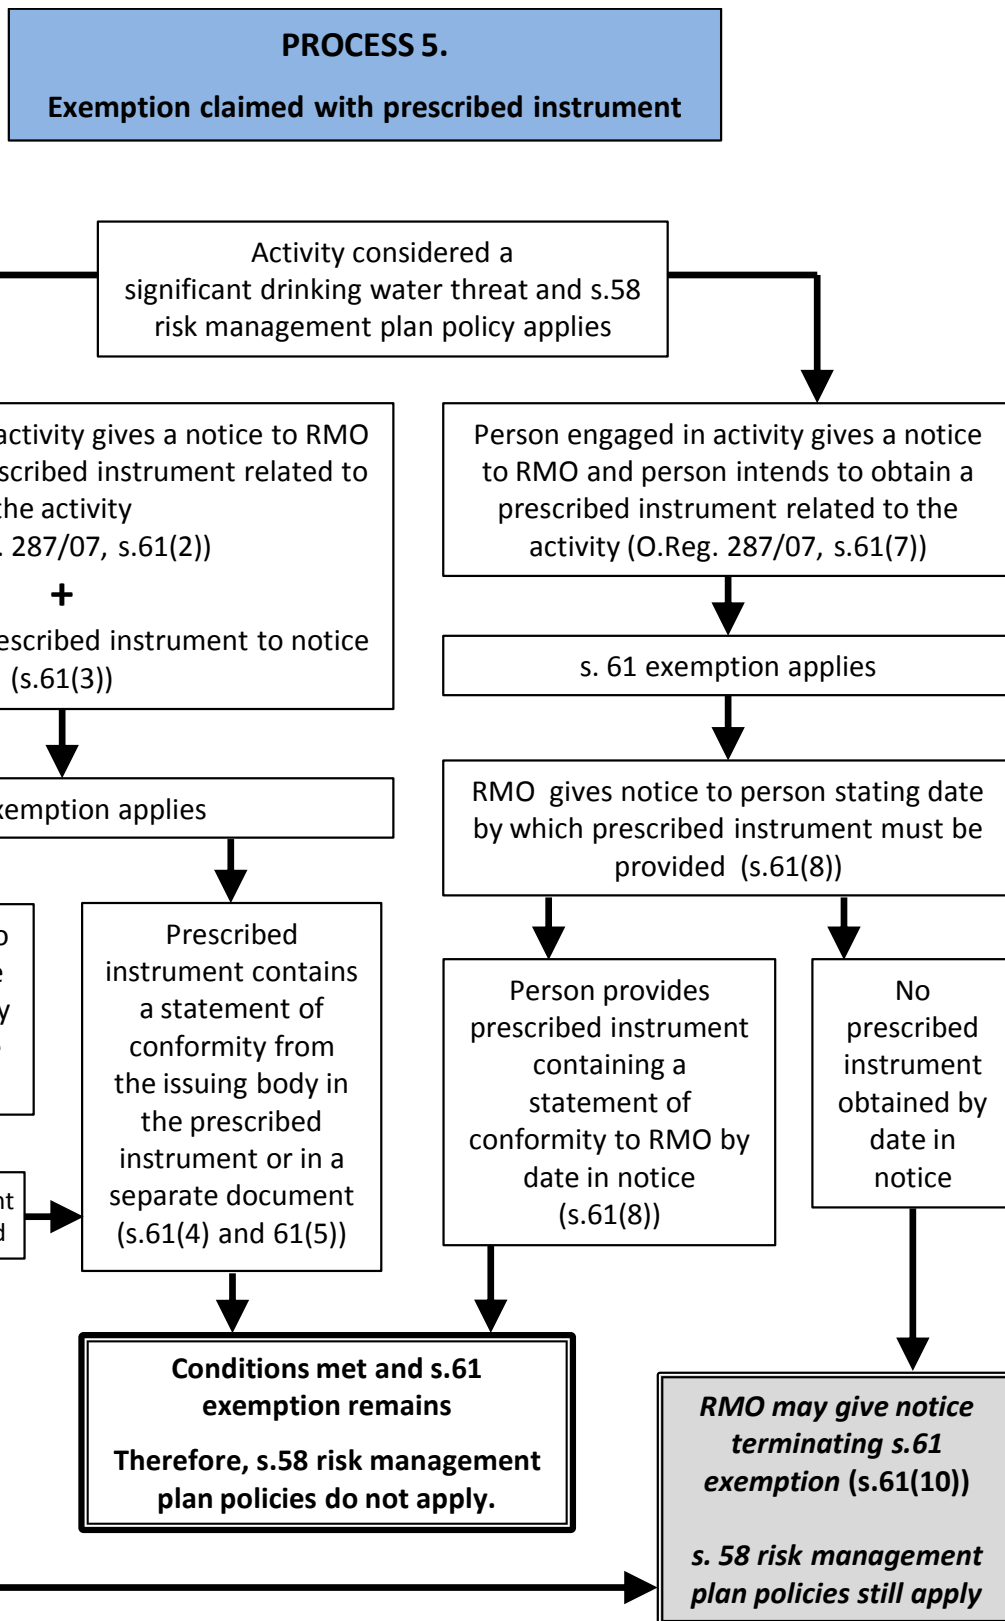 PROCESS 5.
Exemption claimed with prescribed instrument
Activity considered a
significant drinking water threat and s.58
risk management plan policy applies
activity gives a notice to RMO
scribed instrument related to
the activity
. 287/07, s.61(2))
+
escribed instrument to notice
(s.61(3))
Person engaged in activity gives a notice
to RMO and person intends to obtain a
prescribed instrument related to the
activity (O.Reg. 287/07, s.61(7))
s. 61 exemption applies
xemption applies
RMO gives notice to person stating date
by which prescribed instrument must be
provided (s.61(8))
o
e
y
nt
d
Prescribed
instrument contains
a statement of
conformity from
the issuing body in
the prescribed
instrument or in a
separate document
(s.61(4) and 61(5))
Person provides
prescribed instrument
containing a
statement of
conformity to RMO by
date in notice
(s.61(8))
No
prescribed
instrument
obtained by
date in
notice
Conditions met and s.61
exemption remains
Therefore, s.58 risk management
plan policies do not apply.
RMO may give notice
terminating s.61
exemption (s.61(10))
s. 58 risk management
plan policies still apply